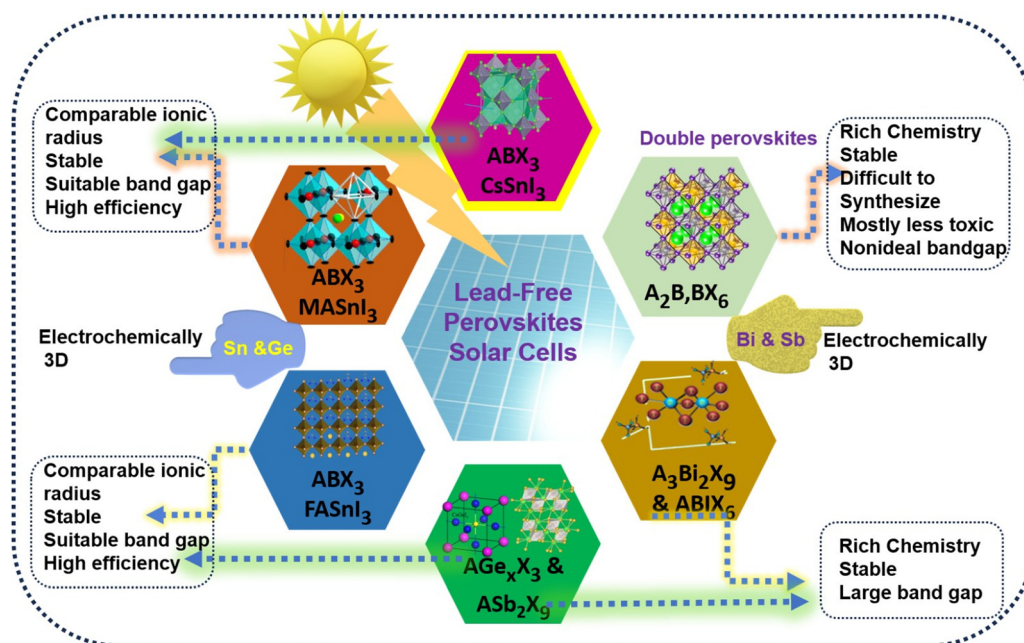 Comparable ionic
radius
Stable
Suitable band gap
High efficiency
ABX3
CsSnI3
Double perovskites
Rich Chemistry
Stable
Difficult to
Synthesize
Mostly less toxic
Nonideal bandgap
ABX3
MASnI3
A2B,BX6
Lead-Free
Perovskites
Solar Cells
Electrochemically
3D
Sn &Ge
Bi & Sb
Electrochemically
3D
ABX3
FASnI3
A3Bi2X9
& ABIX6
Comparable ionic
radius
Stable
Suitable band gap
High efficiency
AGexX3 &
ASb2X9
Rich Chemistry
Stable
Large band gap